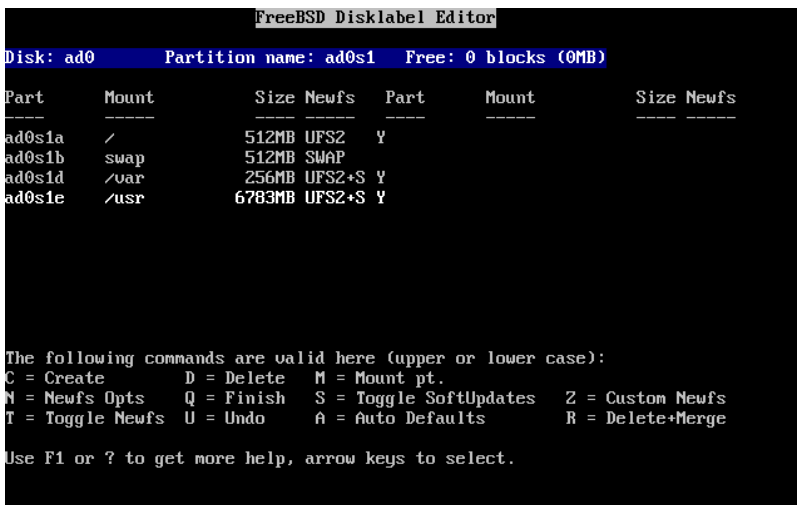 FreeBSD Disklabel Editor
Disk: ad0 Partition name: ad0s1 Free: 0 blocks (0MB)
Part Mount Size Newfs Part Mount Size Newfs
---- ----- ---- ----- ---- ----- ---- -----
ad0s1a / 512MB UFS2 Y
ad0s1b swap 512MB SWAP
ad0s1d /var 256MB UFS2+S Y
ad0s1e /usr 6783MB UFS2+S Y
The following commands are valid here (upper or lower case):
C = Create D = Delete M = Mount pt.
N = Newfs Opts Q = Finish S = Toggle SoftUpdates Z = Custom Newfs
T = Toggle Newfs U = Undo A = Auto Defaults R = Delete+Merge
Use F1 or ? to get more help, arrow keys to select.